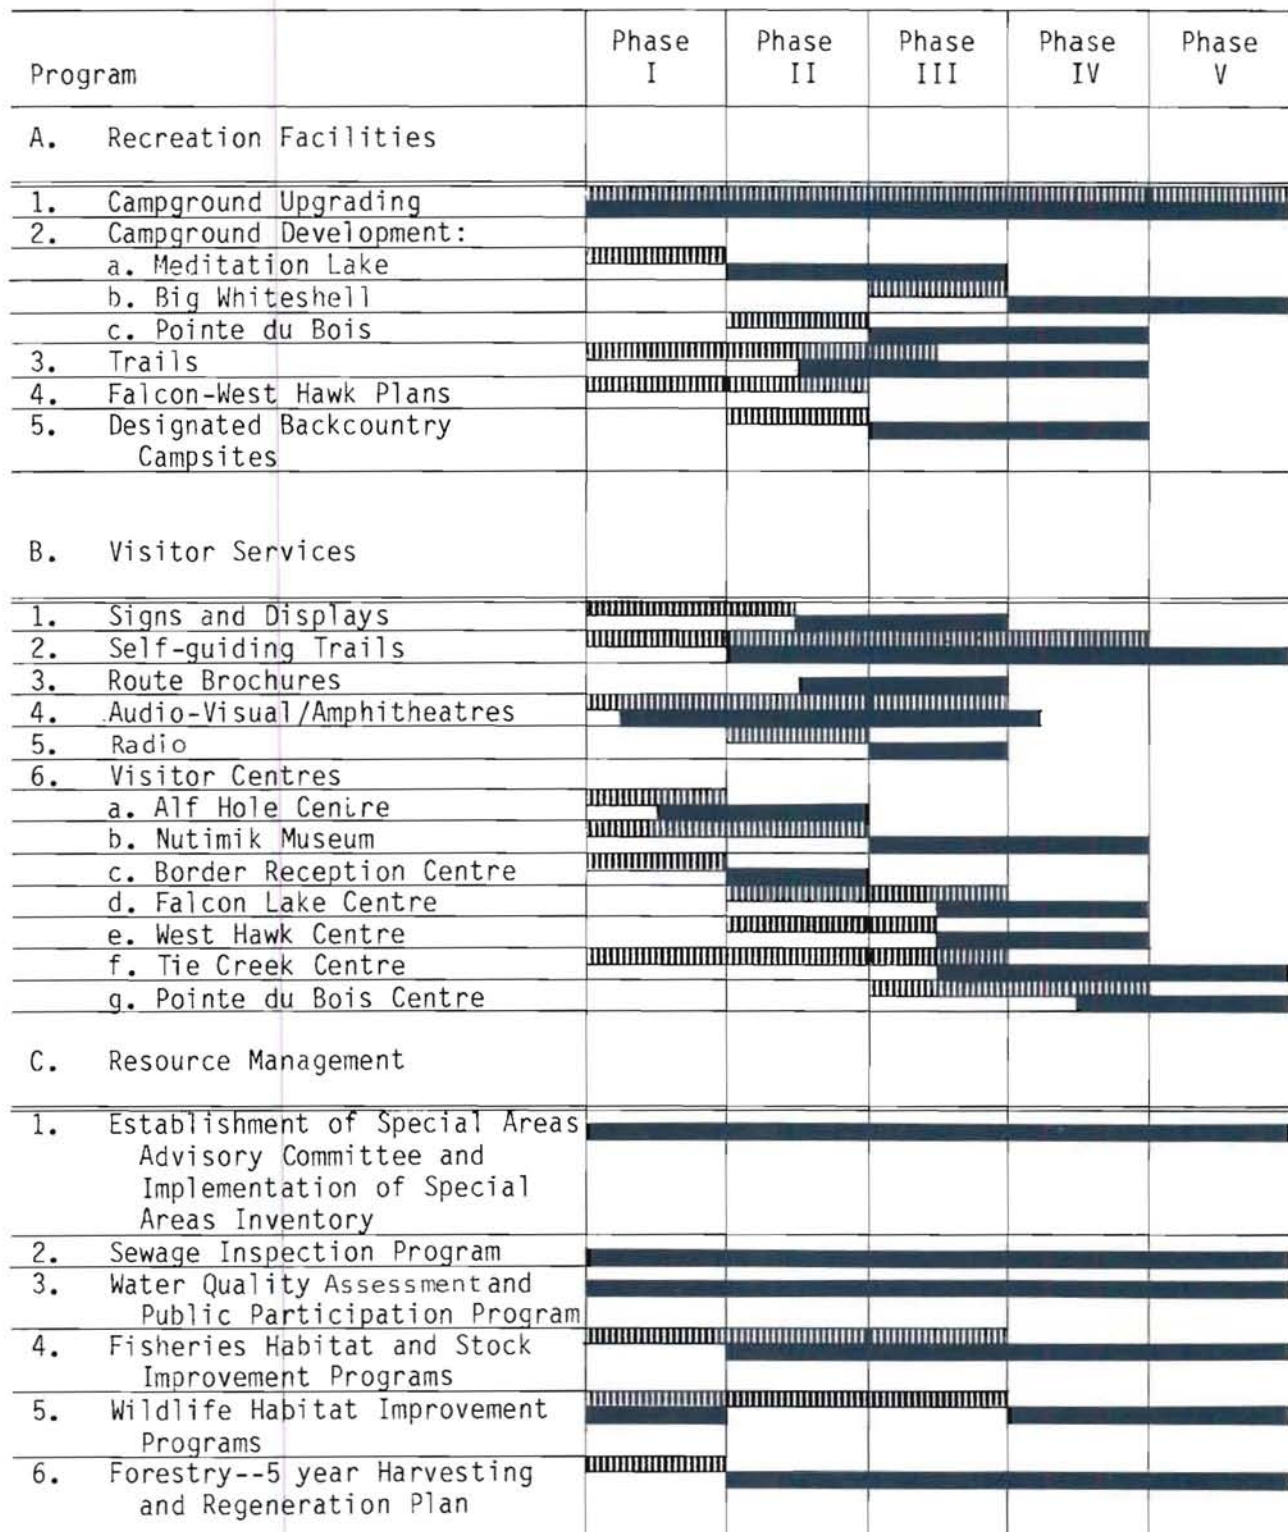 Program Phase I Phase II Phase III Phase IV Phase V
A. Recreation Facilities
1. Campground Upgrading
2. Campground Development:
a. Meditation Lake
b. Big Whiteshell
c. Pointe du Bois
3. Trails
4. Falcon-West Hawk Plans
5. Designated Backcountry
Campsites
B. Visitor Services
1. Signs and Displays
2. Self-guiding Trails
3. Route Brochures
4. Audio-Visual/Amphitheatres
5. Radio
6. Visitor Centres
a. Alf Hole Centre
b. Nutimik Museum
c. Border Reception Centre
d. Falcon Lake Centre
e. West Hawk Centre
f. Tie Creek Centre
g. Pointe du Bois Centre
C. Resource Management
1. Establishment of Special Areas
Advisory Committee and
Implementation of Special
Areas Inventory
2. Sewage Inspection Program
3. Water Quality Assessment and
Public Participation Program
4. Fisheries Habitat and Stock
Improvement Programs
5. Wildlife Habitat Improvement
Programs
6. Forestry--5 year Harvesting
and Regeneration Plan